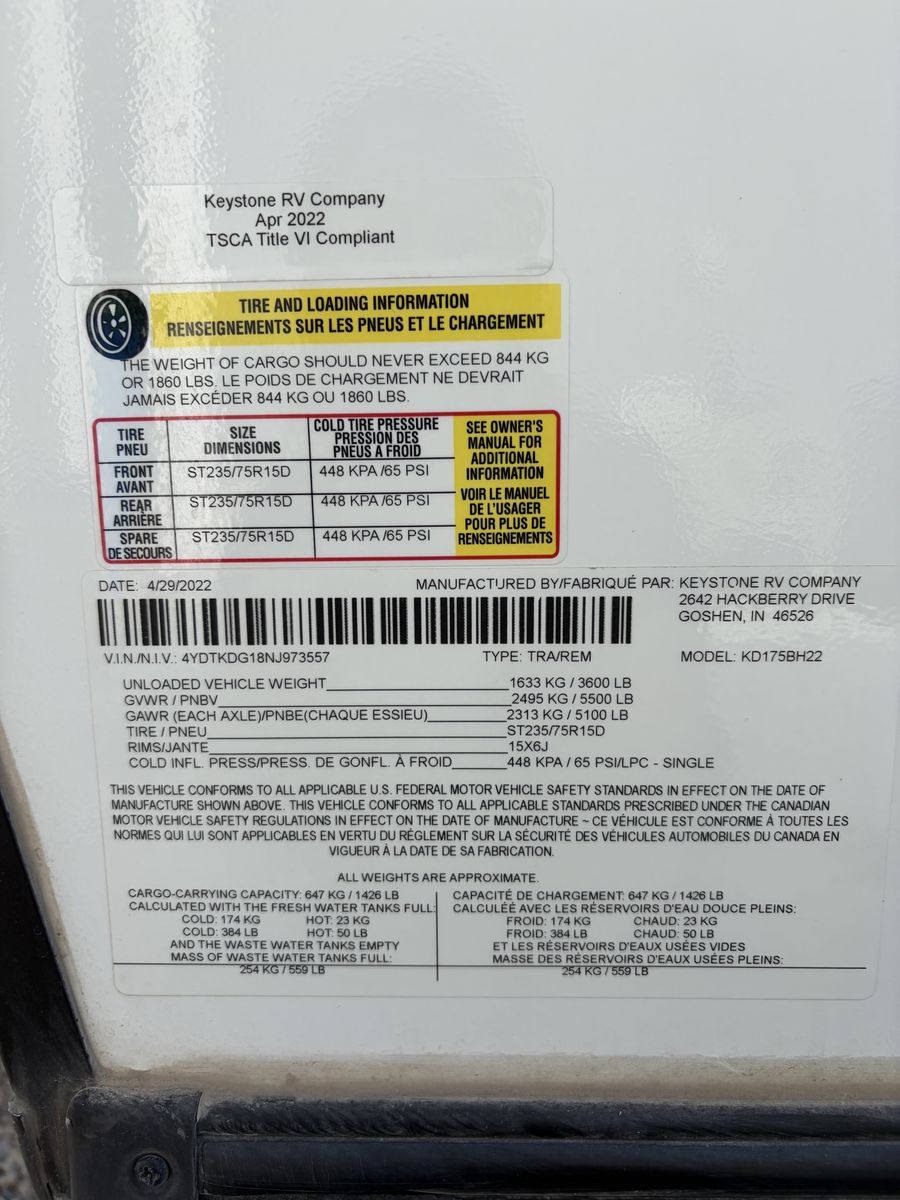 Keystone RV Company
Apr 2022
TSCA Title VI Compliant
TIRE AND LOADING INFORMATION
RENSEIGNEMENTS SUR LES PNEUS ET LE CHARGEMENT
THE WEIGHT OF CARGO SHOULD NEVER EXCEED 844 KG
OR 1860 LBS. LE POIDS DE CHARGEMENT NE DEVRAIT
JAMAIS EXCÉDER 844 KG OU 1860 LBS.
TIRE
PNEU
SIZE
DIMENSIONS
COLD TIRE PRESSURE
PRESSION DES
PNEUS A FROID
FRONT
AVANT
ST235/75R15D
448 KPA /65 PSI
REAR
ARRIÈRE
ST235/75R15D
448 KPA /65 PSI
SPARE
DE SECOURS
ST235/75R15D
448 KPA /65 PSI
SEE OWNER'S
MANUAL FOR
ADDITIONAL
INFORMATION
VOIR LE MANUEL
DE L'USAGER
POUR PLUS DE
RENSEIGNEMENTS
DATE: 4/29/2022
MANUFACTURED BY/FABRIQUÉ PAR: KEYSTONE RV COMPANY
2642 HACKBERRY DRIVE
GOSHEN, IN 46526
V.I.N./N.I.V.: 4YDTKDG18NJ973557 TYPE: TRA/REM MODEL: KD175BH22
UNLOADED VEHICLE WEIGHT 1633 KG / 3600 LB
GVWR / PNBV 2495 KG / 5500 LB
GAWR (EACH AXLE)/PNBE(CHAQUE ESSIEU) 2313 KG / 5100 LB
TIRE / PNEU ST235/75R15D
RIMS/JANTE 15X6J
COLD INFL. PRESS/PRESS. DE GONFL. À FROID 448 KPA / 65 PSI/LPC - SINGLE
THIS VEHICLE CONFORMS TO ALL APPLICABLE U.S. FEDERAL MOTOR VEHICLE SAFETY STANDARDS IN EFFECT ON THE DATE OF
MANUFACTURE SHOWN ABOVE. THIS VEHICLE CONFORMS TO ALL APPLICABLE STANDARDS PRESCRIBED UNDER THE CANADIAN
MOTOR VEHICLE SAFETY REGULATIONS IN EFFECT ON THE DATE OF MANUFACTURE ~ CE VÉHICULE EST CONFORME À TOUTES LES
NORMES QUI LUI SONT APPLICABLES EN VERTU DU RÉGLEMENT SUR LA SÉCURITÉ DES VÉHICULES AUTOMOBILES DU CANADA EN
VIGUEUR À LA DATE DE SA FABRICATION.
ALL WEIGHTS ARE APPROXIMATE.
CARGO-CARRYING CAPACITY: 647 KG / 1426 LB
CALCULATED WITH THE FRESH WATER TANKS FULL:
COLD: 174 KG HOT: 23 KG
COLD: 384 LB HOT: 50 LB
AND THE WASTE WATER TANKS EMPTY
MASS OF WASTE WATER TANKS FULL:
254 KG / 559 LB
CAPACITÉ DE CHARGEMENT: 647 KG / 1426 LB
CALCULÉE AVEC LES RÉSERVOIRS D'EAU DOUCE PLEINS:
FROID: 174 KG CHAUD: 23 KG
FROID: 384 LB CHAUD: 50 LB
ET LES RÉSERVOIRS D'EAUX USÉES VIDES
MASSE DES RÉSERVOIRS D'EAUX USÉES PLEINS:
254 KG / 559 LB